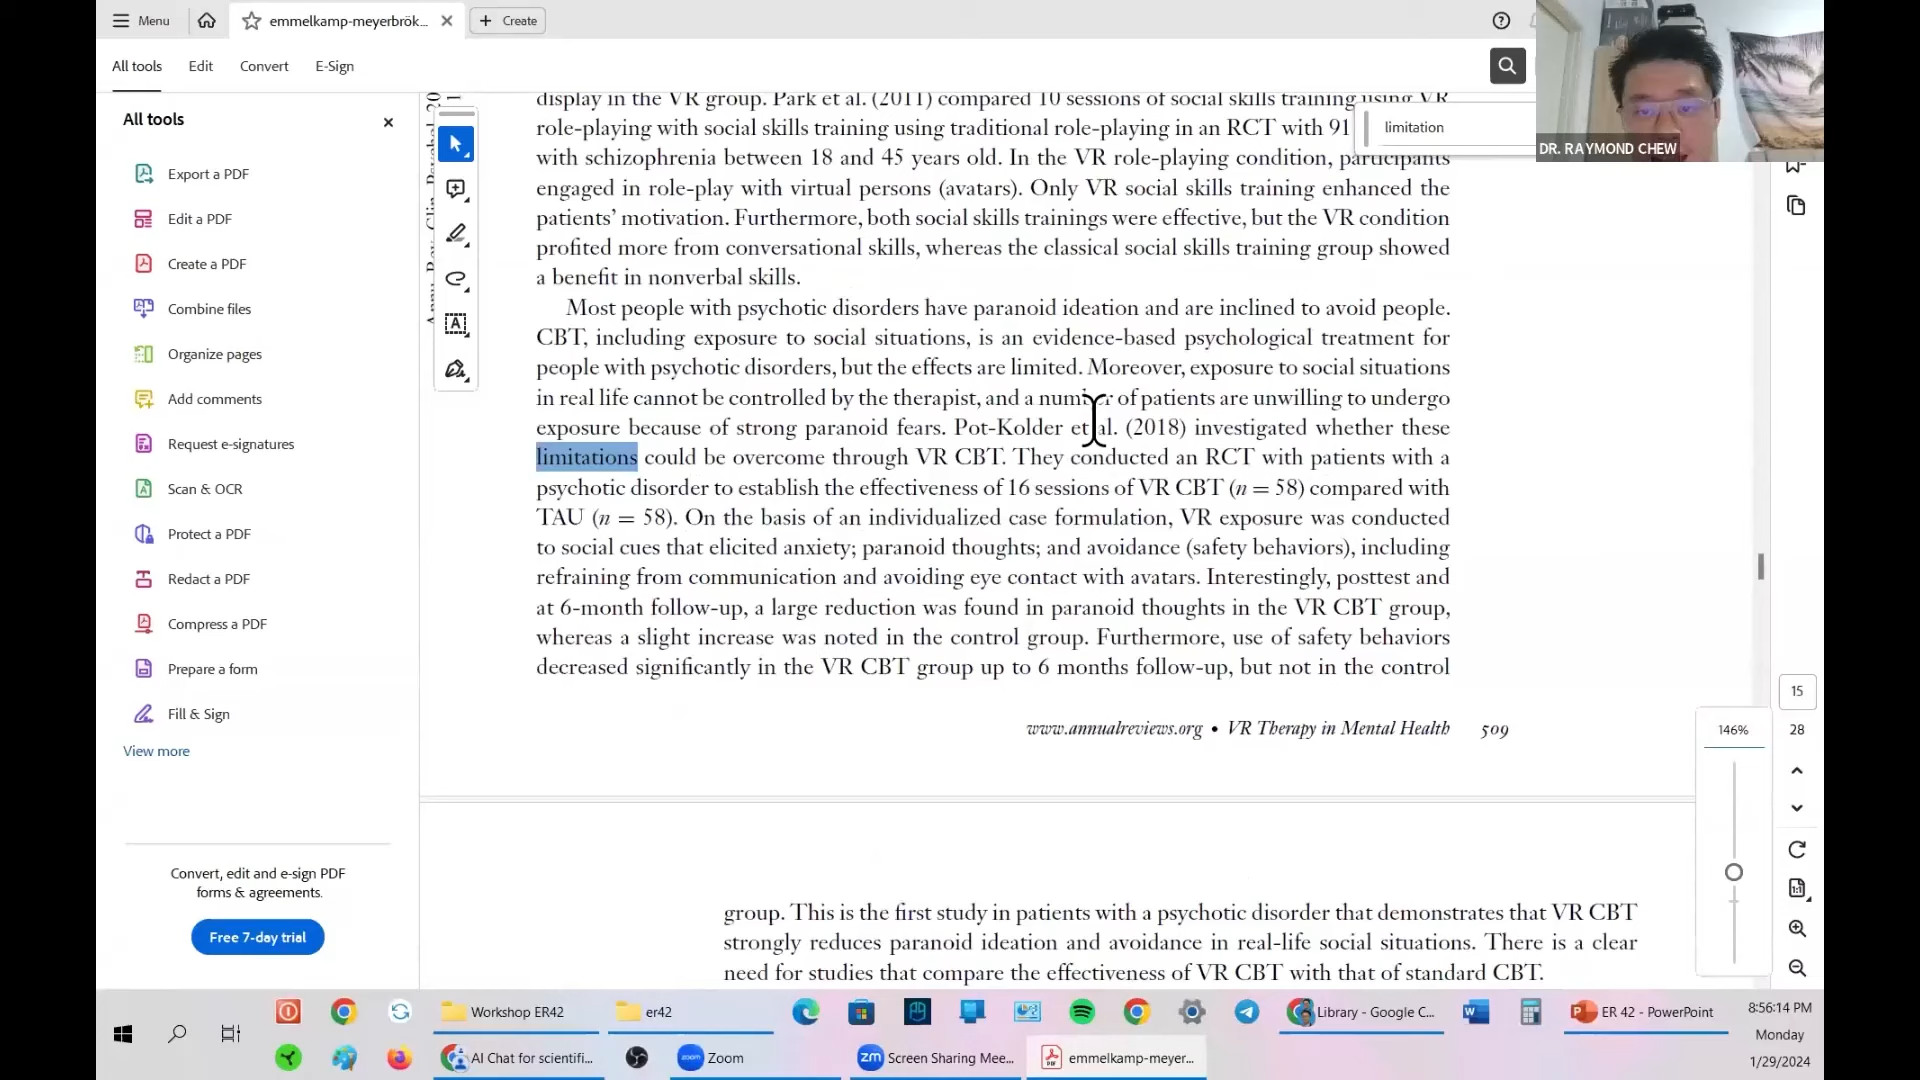 Menu
emmelkamp-meyerbrök...
Create
All tools
Edit
Convert
E-Sign
All tools
Export a PDF
Edit a PDF
Create a PDF
Combine files
Organize pages
Add comments
Request e-signatures
Scan & OCR
Protect a PDF
Redact a PDF
Compress a PDF
Prepare a form
Fill & Sign
View more
Convert, edit and e-sign PDF
forms & agreements.
Free 7-day trial
limitation
DR. RAYMOND CHEW
display in the VR group. Park et al. (2011) compared 10 sessions of social skills training using VR
role-playing with social skills training using traditional role-playing in an RCT with 91
with schizophrenia between 18 and 45 years old. In the VR role-playing condition, participants
engaged in role-play with virtual persons (avatars). Only VR social skills training enhanced the
patients' motivation. Furthermore, both social skills trainings were effective, but the VR condition
profited more from conversational skills, whereas the classical social skills training group showed
a benefit in nonverbal skills.
Most people with psychotic disorders have paranoid ideation and are inclined to avoid people.
CBT, including exposure to social situations, is an evidence-based psychological treatment for
people with psychotic disorders, but the effects are limited. Moreover, exposure to social situations
in real life cannot be controlled by the therapist, and a number of patients are unwilling to undergo
exposure because of strong paranoid fears. Pot-Kolder et al. (2018) investigated whether these
limitations could be overcome through VR CBT. They conducted an RCT with patients with a
psychotic disorder to establish the effectiveness of 16 sessions of VR CBT (n = 58) compared with
TAU (n = 58). On the basis of an individualized case formulation, VR exposure was conducted
to social cues that elicited anxiety; paranoid thoughts; and avoidance (safety behaviors), including
refraining from communication and avoiding eye contact with avatars. Interestingly, posttest and
at 6-month follow-up, a large reduction was found in paranoid thoughts in the VR CBT group,
whereas a slight increase was noted in the control group. Furthermore, use of safety behaviors
decreased significantly in the VR CBT group up to 6 months follow-up, but not in the control
www.annualreviews.org • VR Therapy in Mental Health 509
group. This is the first study in patients with a psychotic disorder that demonstrates that VR CBT
strongly reduces paranoid ideation and avoidance in real-life social situations. There is a clear
need for studies that compare the effectiveness of VR CBT with that of standard CBT.
15
146%
28
Workshop ER42
er42
Library - Google C...
ER 42 - PowerPoint
AI Chat for scientifi...
Zoom
Screen Sharing Mee...
emmelkamp-meyer...
8:56:14 PM
Monday
1/29/2024